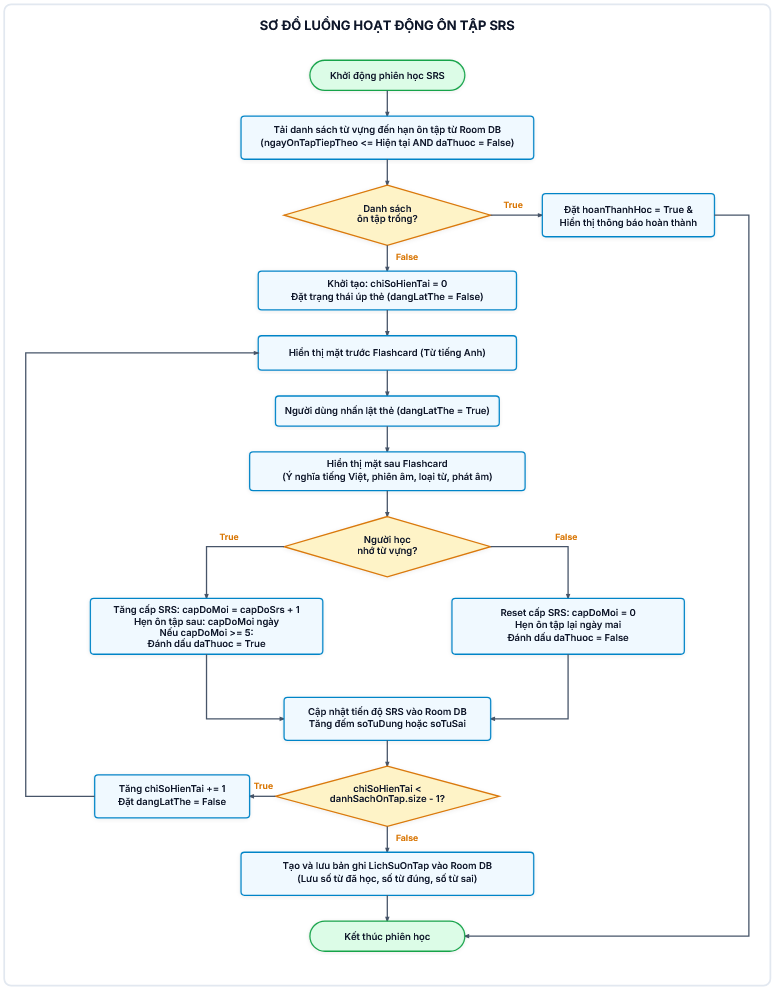 SƠ ĐỒ LUỒNG HOẠT ĐỘNG ÔN TẬP SRS
Khởi động phiên học SRS
Tải danh sách từ vựng đến hạn ôn tập từ Room DB
(ngayOnTapTiepTheo <= Hiện tại AND daThuoc = False)
Danh sách
ôn tập trống?
True
Đặt hoanThanhHoc = True &
Hiển thị thông báo hoàn thành
False
Khởi tạo: chiSoHienTai = 0
Đặt trạng thái úp thẻ (dangLatThe = False)
Hiển thị mặt trước Flashcard (Từ tiếng Anh)
Người dùng nhấn lật thẻ (dangLatThe = True)
Hiển thị mặt sau Flashcard
(Ý nghĩa tiếng Việt, phiên âm, loại từ, phát âm)
Người học
nhớ từ vựng?
True
False
Tăng cấp SRS: capDoMoi = capDoSrs + 1
Hẹn ôn tập sau: capDoMoi ngày
Nếu capDoMoi >= 5:
Đánh dấu daThuoc = True
Reset cấp SRS: capDoMoi = 0
Hẹn ôn tập lại ngày mai
Đánh dấu daThuoc = False
Cập nhật tiến độ SRS vào Room DB
Tăng đếm soTuDung hoặc soTuSai
chiSoHienTai <
danhSachOnTap.size - 1?
True
Tăng chiSoHienTai += 1
Đặt dangLatThe = False
False
Tạo và lưu bản ghi LichSuOnTap vào Room DB
(Lưu số từ đã học, số từ đúng, số từ sai)
Kết thúc phiên học